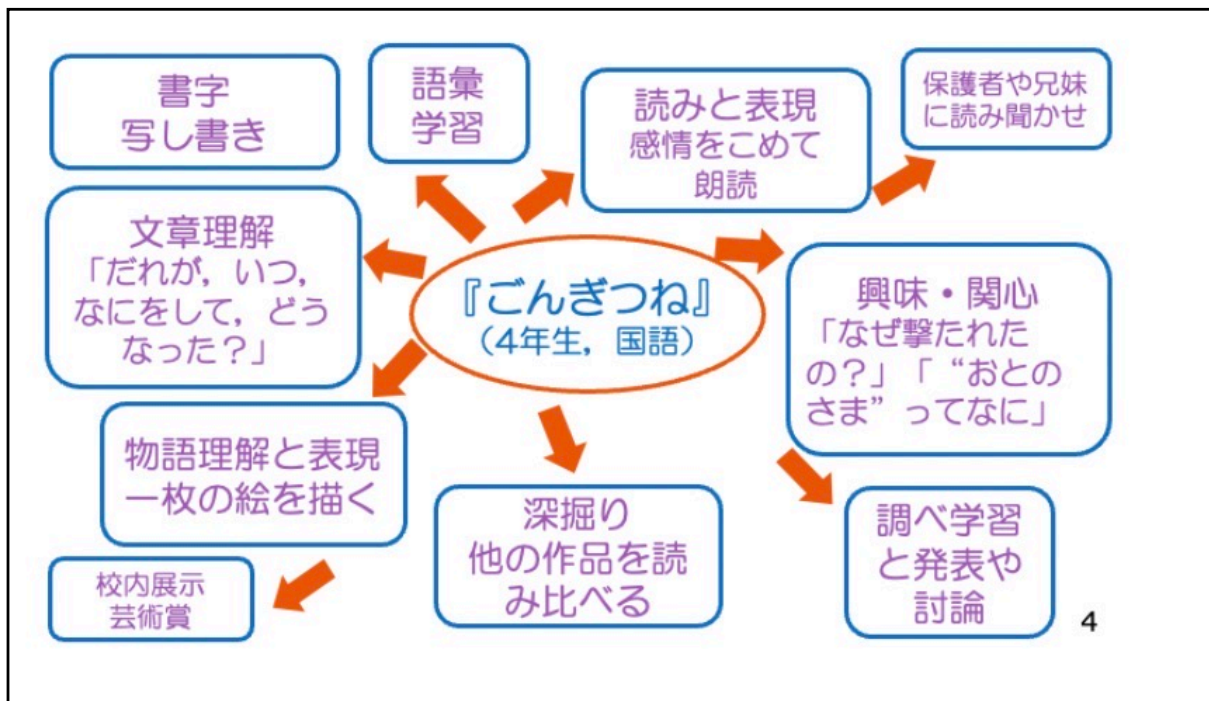 書字
写し書き
語彙
学習
読みと表現
感情をこめて
朗読
保護者や兄妹
に読み聞かせ
文章理解
「だれが，いつ，
なにをして，どう
なった？」
『ごんぎつね』
（4年生，国語）
興味・関心
「なぜ撃たれた
の？」「“おとの
さま”ってなに」
物語理解と表現
一枚の絵を描く
深掘り
他の作品を読
み比べる
調べ学習
と発表や
討論
校内展示
芸術賞
4